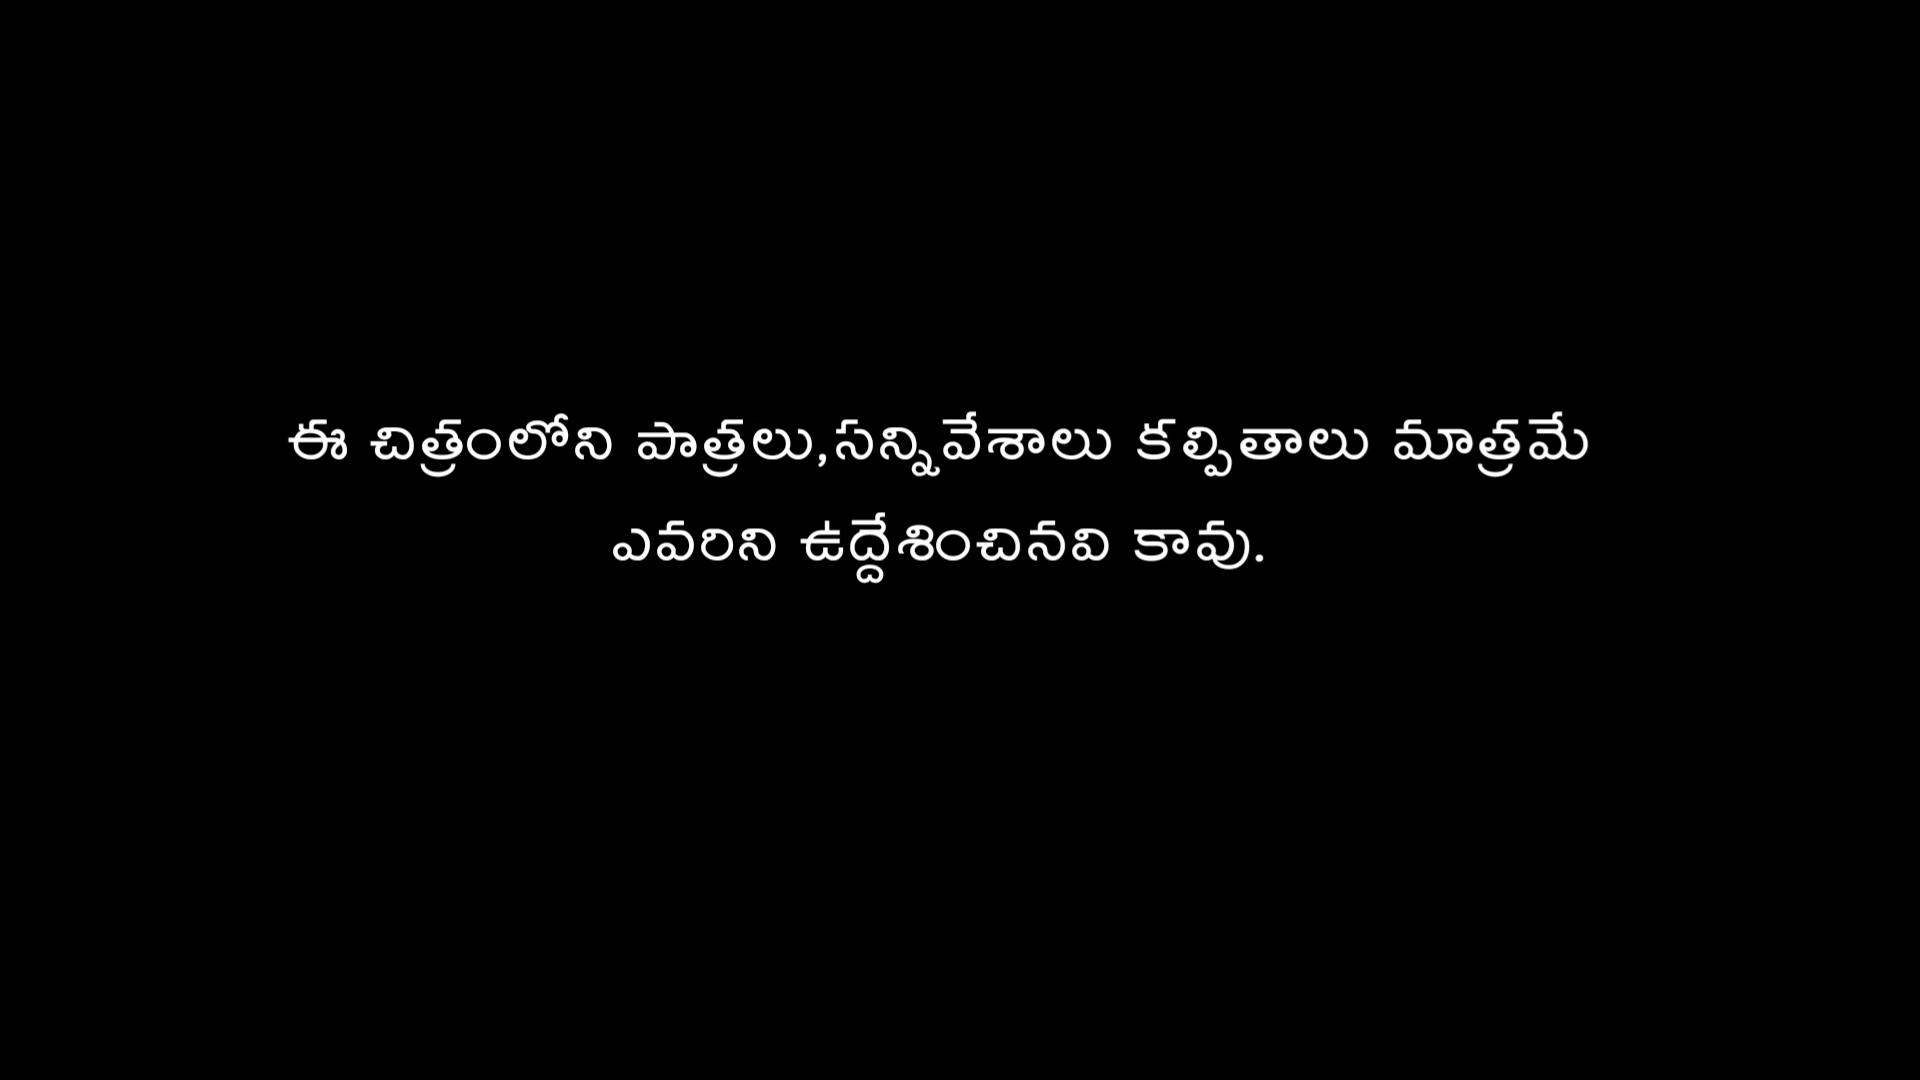 ఈ చిత్రంలోని పాత్రలు,సన్నివేశాలు కల్పితాలు మాత్రమే
ఎవరిని ఉద్దేశించినవి కావు.